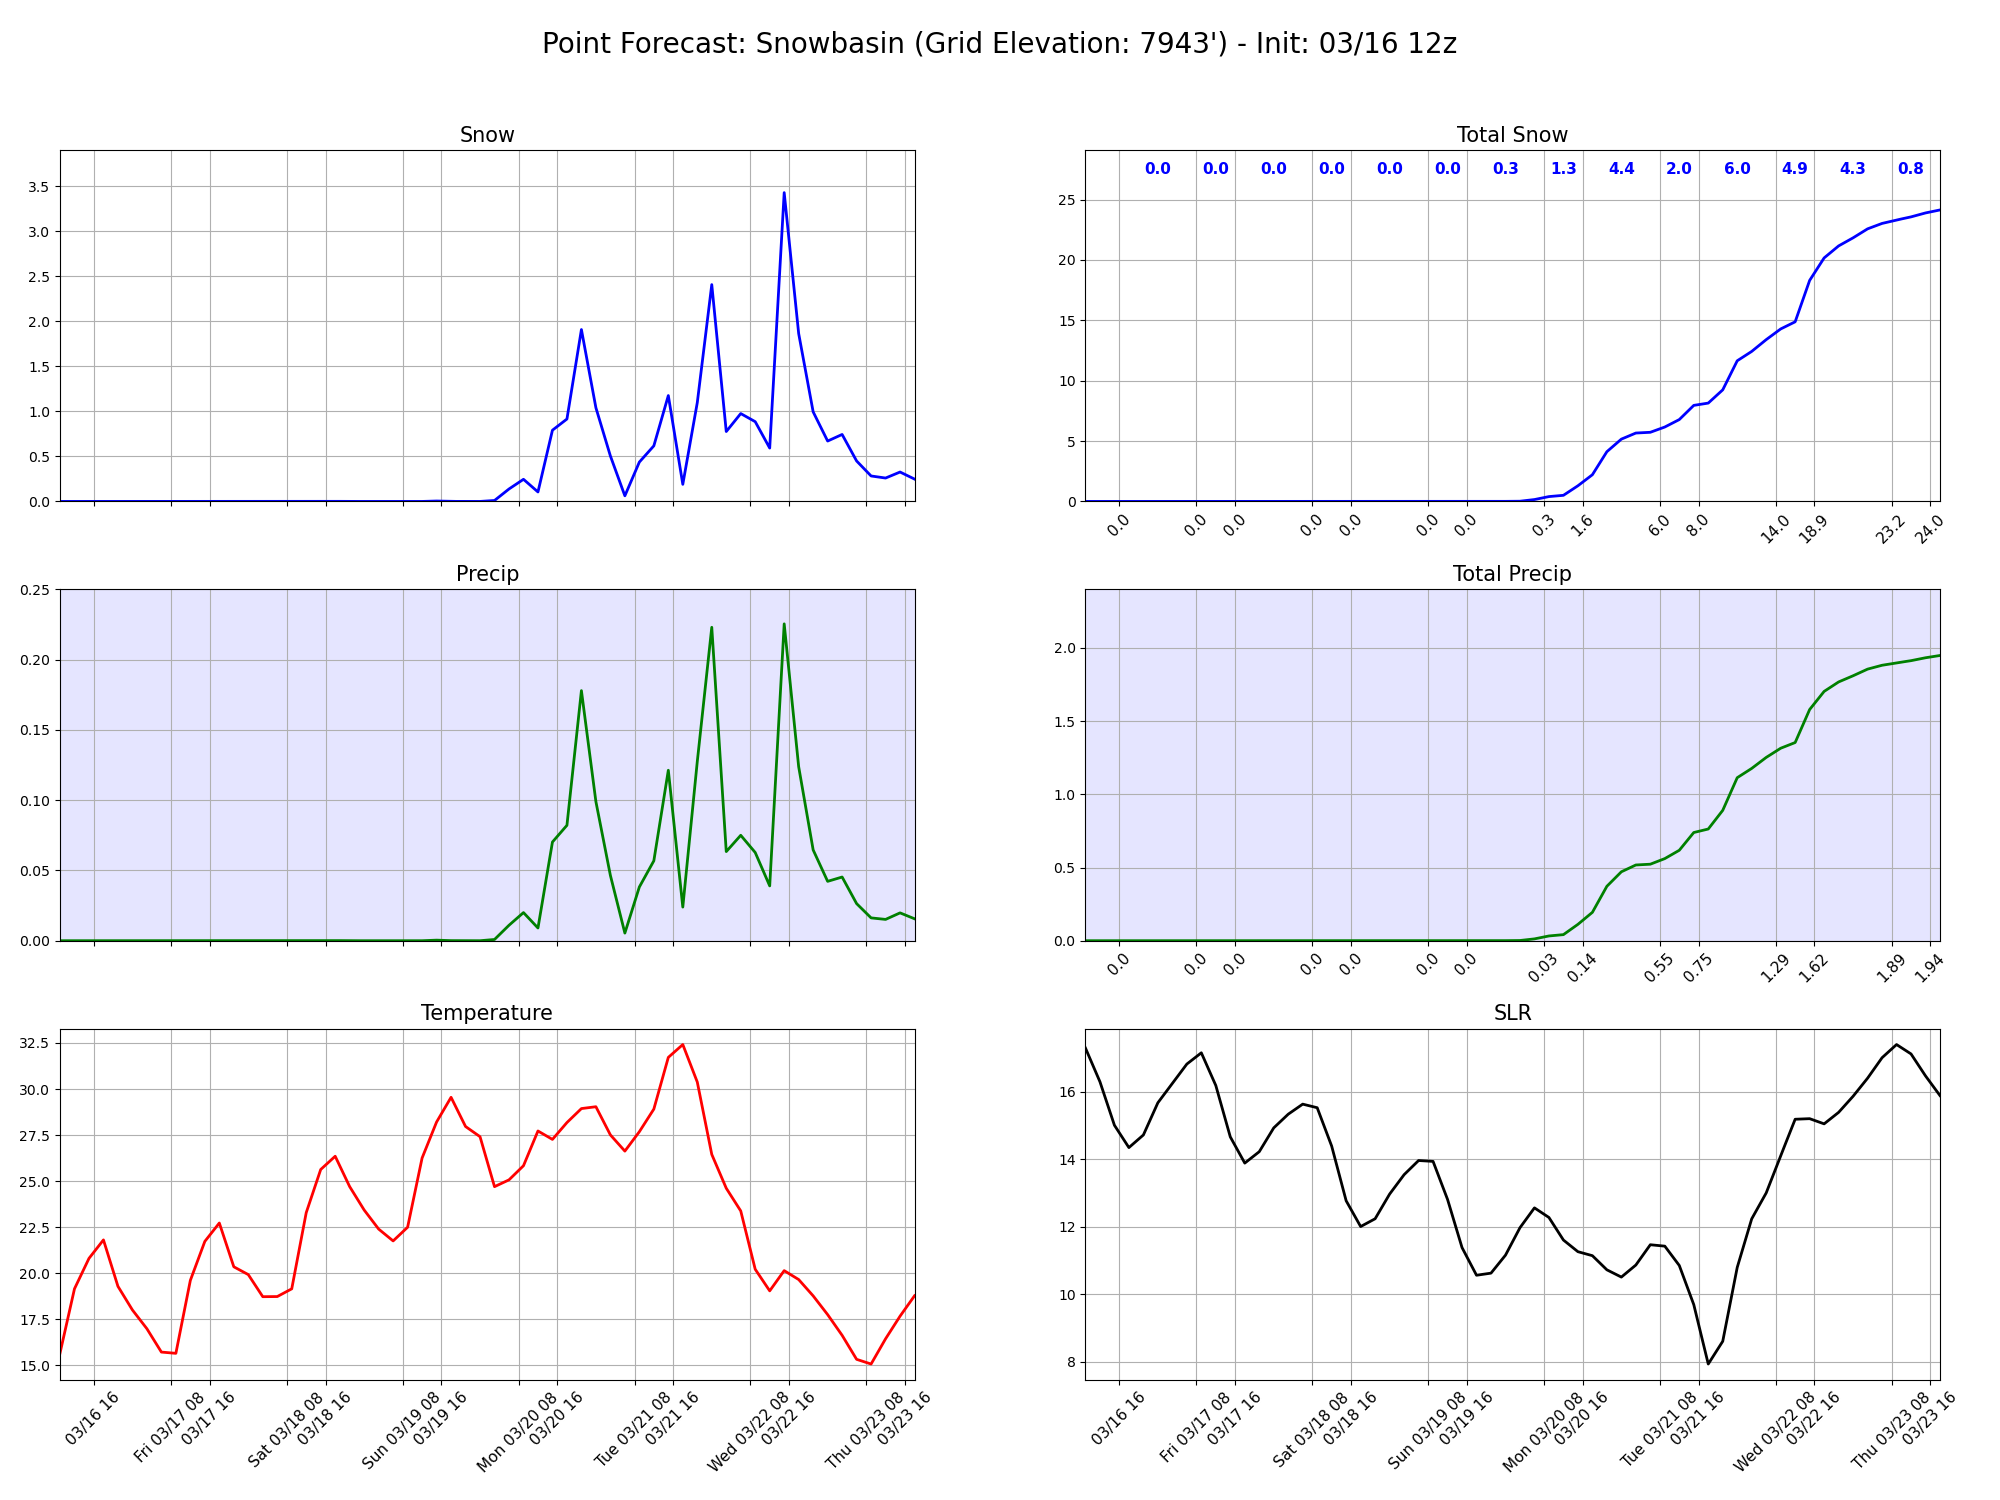 Point Forecast: Snowbasin (Grid Elevation: 7943') - Init: 03/16 12z
Snow
3.5
3.0
2.5
2.0
1.5
1.0
0.5
0.0
Total Snow
0.0 0.0 0.0 0.0 0.0 0.0 0.3 1.3 4.4 2.0 6.0 4.9 4.3 0.8
25
20
15
10
5
0
0.0 0.0 0.0 0.0 0.0 0.0 0.0 0.3 1.6 6.0 8.0 14.0 18.9 23.2 24.0
Precip
0.25
0.20
0.15
0.10
0.05
0.00
Total Precip
2.0
1.5
1.0
0.5
0.0
0.0 0.0 0.0 0.0 0.0 0.0 0.0 0.03 0.14 0.55 0.75 1.29 1.62 1.89 1.94
Temperature
32.5
30.0
27.5
25.0
22.5
20.0
17.5
15.0
03/16 16
Fri 03/17 08
03/17 16
Sat 03/18 08
03/18 16
Sun 03/19 08
03/19 16
Mon 03/20 08
03/20 16
Tue 03/21 08
03/21 16
Wed 03/22 08
03/22 16
Thu 03/23 08
03/23 16
SLR
16
14
12
10
8
03/16 16
Fri 03/17 08
03/17 16
Sat 03/18 08
03/18 16
Sun 03/19 08
03/19 16
Mon 03/20 08
03/20 16
Tue 03/21 08
03/21 16
Wed 03/22 08
03/22 16
Thu 03/23 08
03/23 16